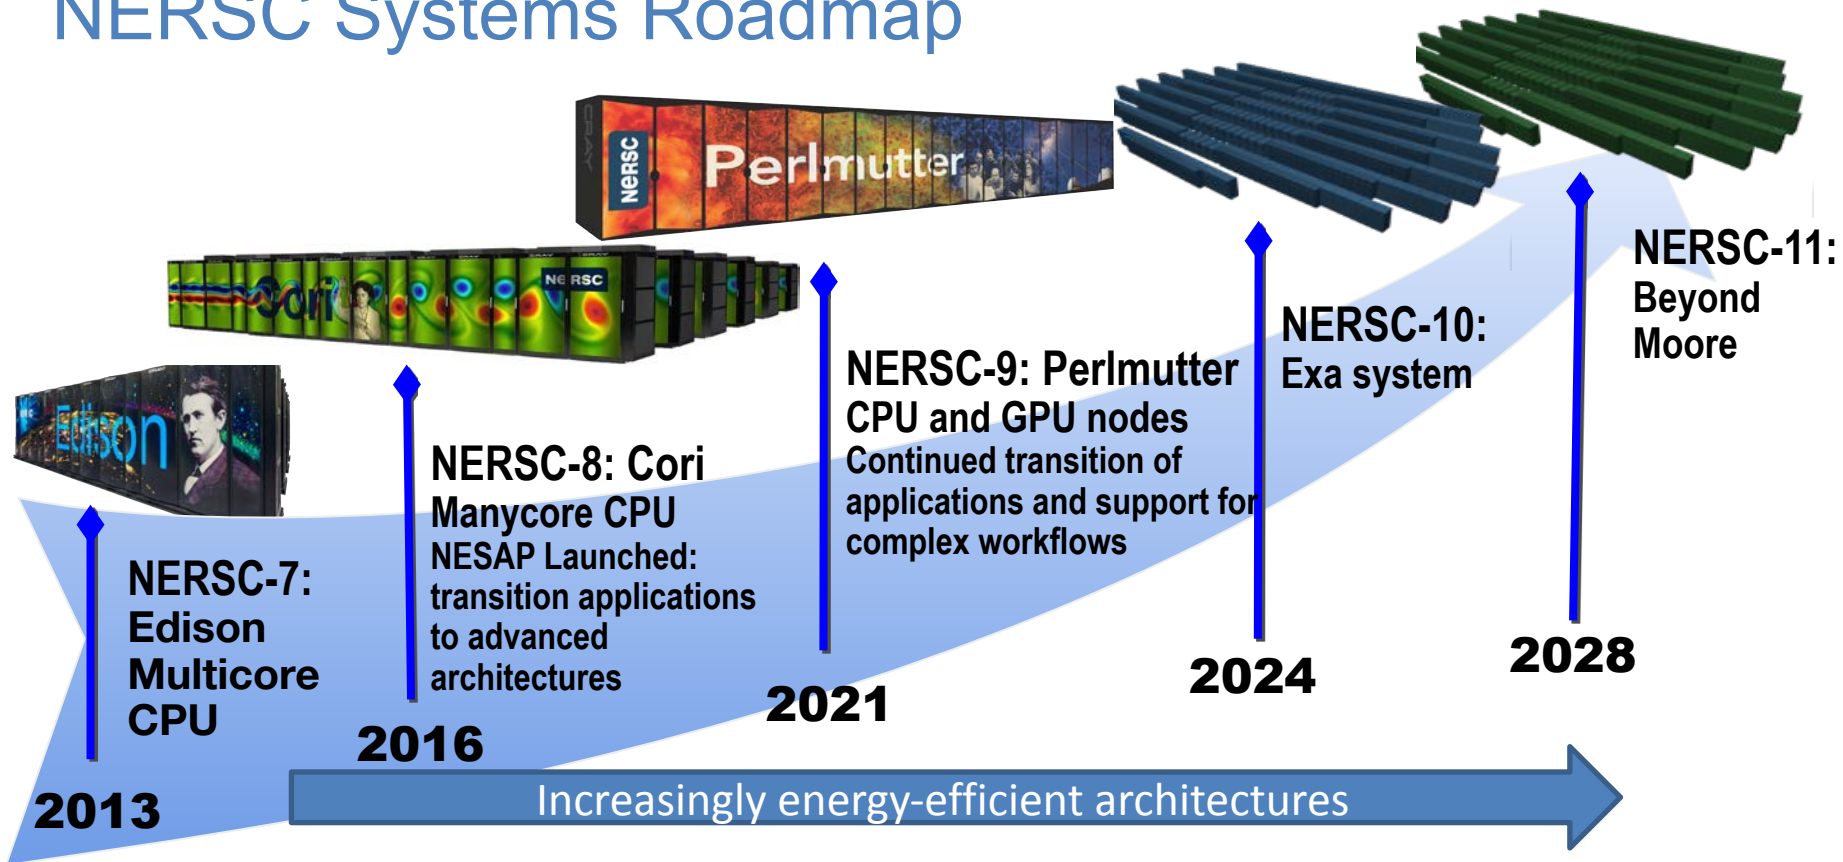 NERSC Systems Roadmap
CRAY
NERSC
Perlmutter
Cori
NERSC
Edison
NERSC-11:
Beyond
Moore
NERSC-10:
Exa system
NERSC-9: Perlmutter
CPU and GPU nodes
Continued transition of
applications and support for
complex workflows
NERSC-8: Cori
Manycore CPU
NESAP Launched:
transition applications
to advanced
architectures
NERSC-7:
Edison
Multicore
CPU
2013
2016
2021
2024
2028
Increasingly energy-efficient architectures